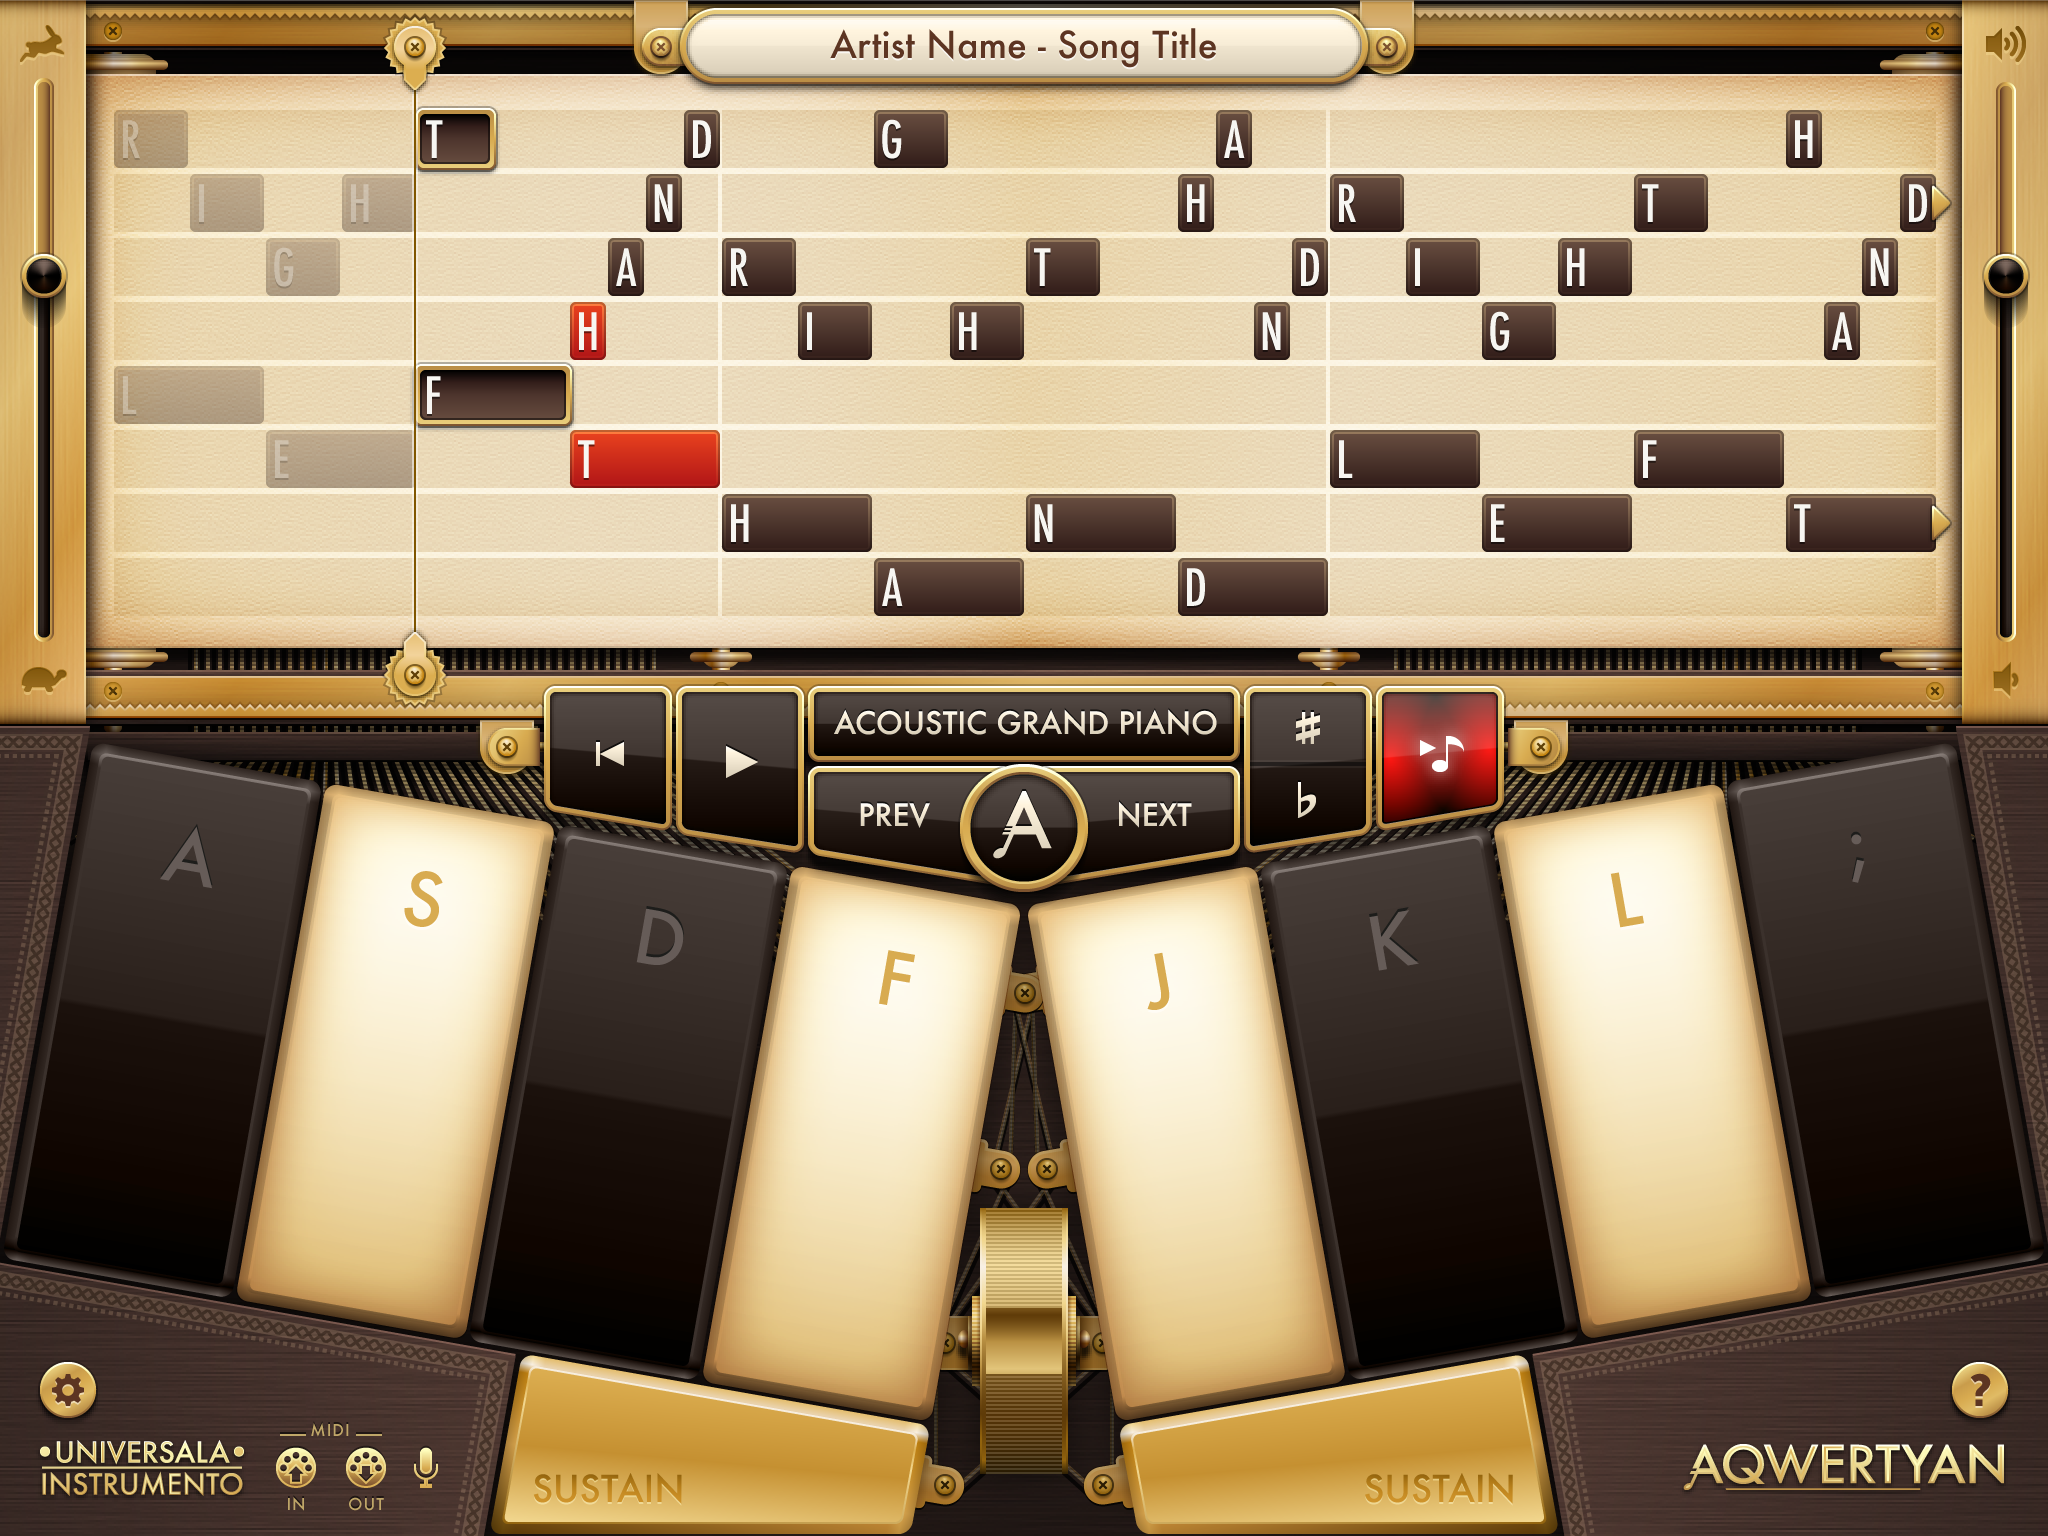 Artist Name - Song Title
R T D G A H
I H N H R T D
G A R T D I H N
H I H N G A
L F
E T L F
H N E T
A D
ACOUSTIC GRAND PIANO
♯
♭
PREV A NEXT
A S D F J K L ;
SUSTAIN SUSTAIN
?
UNIVERSALA
INSTRUMENTO
MIDI
IN OUT
AQWERTYAN